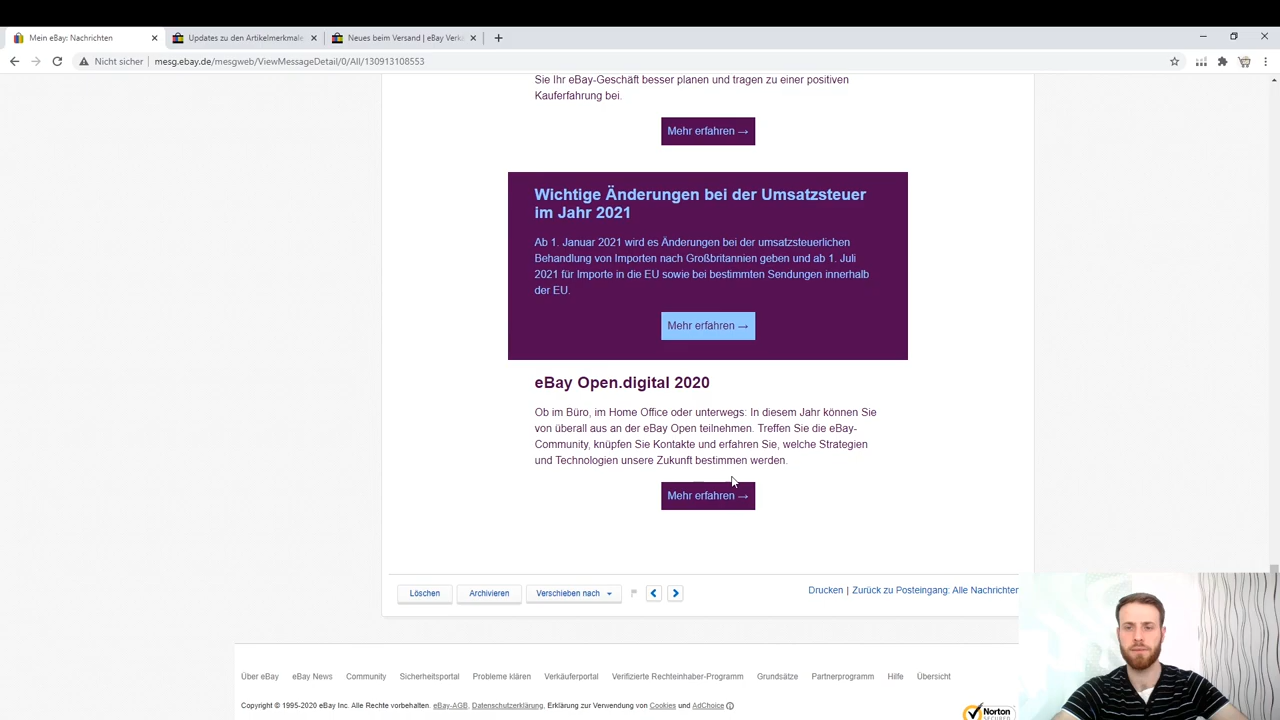 Mein eBay: Nachrichten
Updates zu den Artikelmerkmale
Neues beim Versand | eBay Verkä
Nicht sicher
mesg.ebay.de/mesgweb/ViewMessageDetail/0/All/130913108553
Sie Ihr eBay-Geschäft besser planen und tragen zu einer positiven
Kauferfahrung bei.
Mehr erfahren →
Wichtige Änderungen bei der Umsatzsteuer
im Jahr 2021
Ab 1. Januar 2021 wird es Änderungen bei der umsatzsteuerlichen
Behandlung von Importen nach Großbritannien geben und ab 1. Juli
2021 für Importe in die EU sowie bei bestimmten Sendungen innerhalb
der EU.
Mehr erfahren →
eBay Open.digital 2020
Ob im Büro, im Home Office oder unterwegs: In diesem Jahr können Sie
von überall aus an der eBay Open teilnehmen. Treffen Sie die eBay-
Community, knüpfen Sie Kontakte und erfahren Sie, welche Strategien
und Technologien unsere Zukunft bestimmen werden.
Mehr erfahren →
Löschen
Archivieren
Verschieben nach
Drucken | Zurück zu Posteingang: Alle Nachrichten
Über eBay
eBay News
Community
Sicherheitsportal
Probleme klären
Verkäuferportal
Verifizierte Rechteinhaber-Programm
Grundsätze
Partnerprogramm
Hilfe
Übersicht
Copyright © 1995-2020 eBay Inc. Alle Rechte vorbehalten. eBay-AGB, Datenschutzerklärung, Erklärung zur Verwendung von Cookies und AdChoice
Norton
SECURED